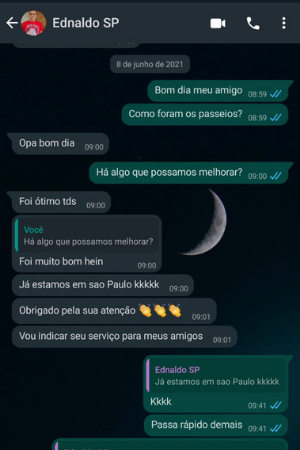 Ednaldo SP
8 de junho de 2021
Bom dia meu amigo 08:59
Como foram os passeios? 08:59
Opa bom dia 09:00
Há algo que possamos melhorar? 09:00
Foi ótimo tds 09:00
Você
Há algo que possamos melhorar?
Foi muito bom hein 09:00
Já estamos em sao Paulo kkkkk 09:00
Obrigado pela sua atenção 👏👏👏 09:01
Vou indicar seu serviço para meus amigos 09:01
Ednaldo SP
Já estamos em sao Paulo kkkkk
Kkkk 09:41
Passa rápido demais 09:41